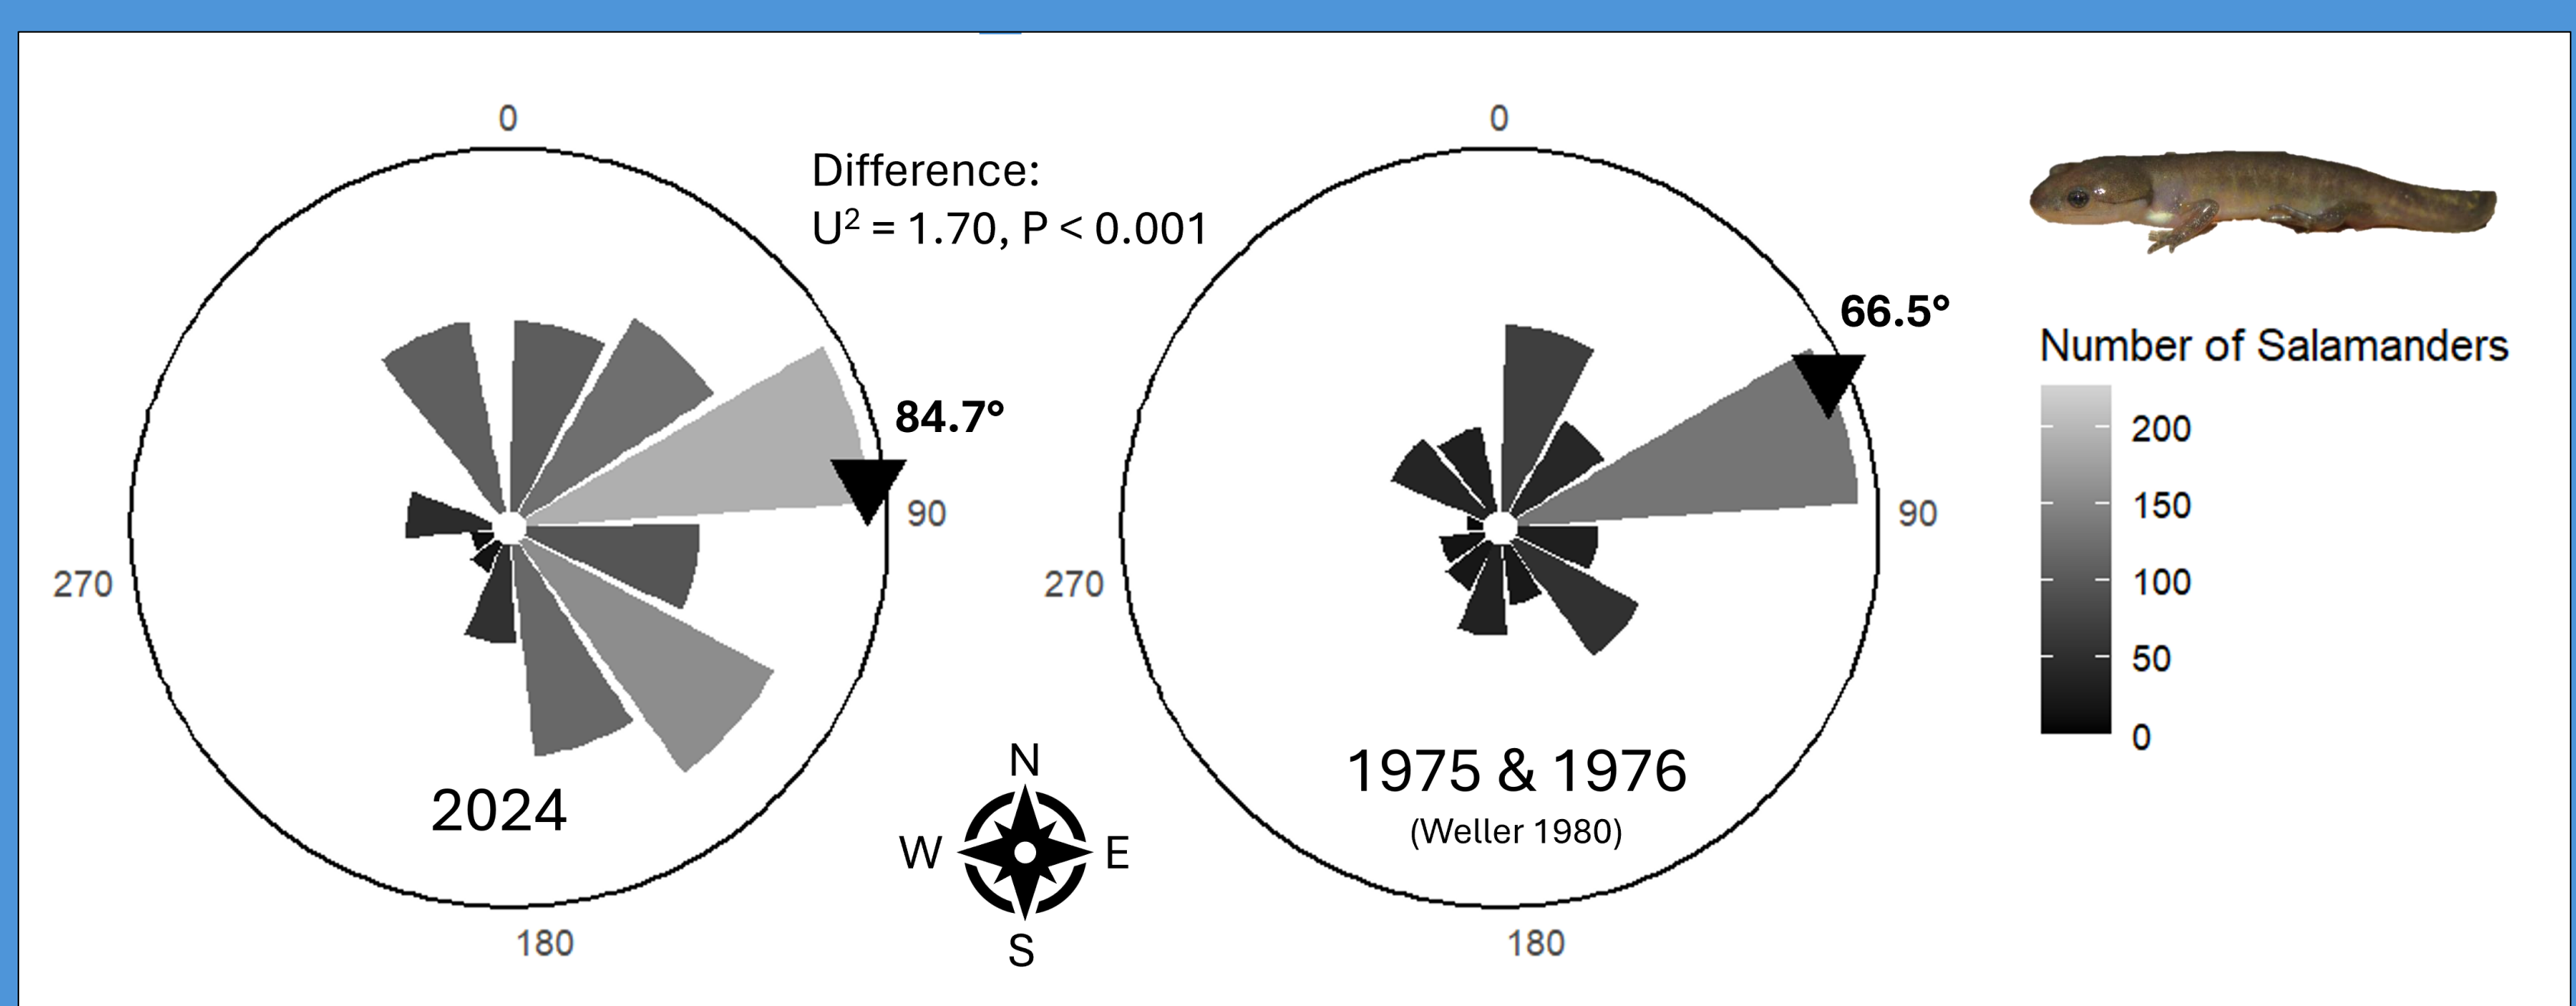 0
Difference:
U² = 1.70, P < 0.001
84.7°
90
270
180
2024
N
W
E
S
0
66.5°
90
270
180
1975 & 1976
(Weller 1980)
Number of Salamanders
200
150
100
50
0